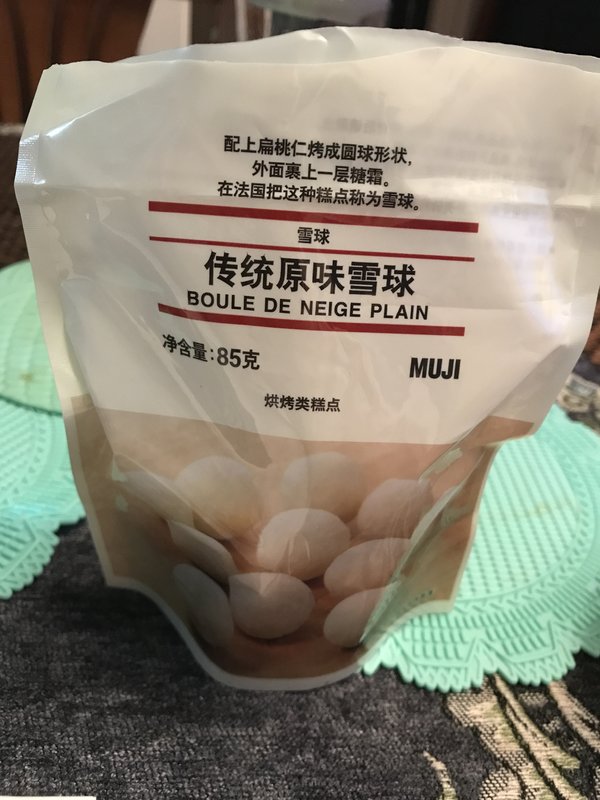 配上扁桃仁烤成圆球形状,
外面裹上一层糖霜。
在法国把这种糕点称为雪球。
雪球
传统原味雪球
BOULE DE NEIGE PLAIN
净含量:85克
MUJI
烘烤类糕点